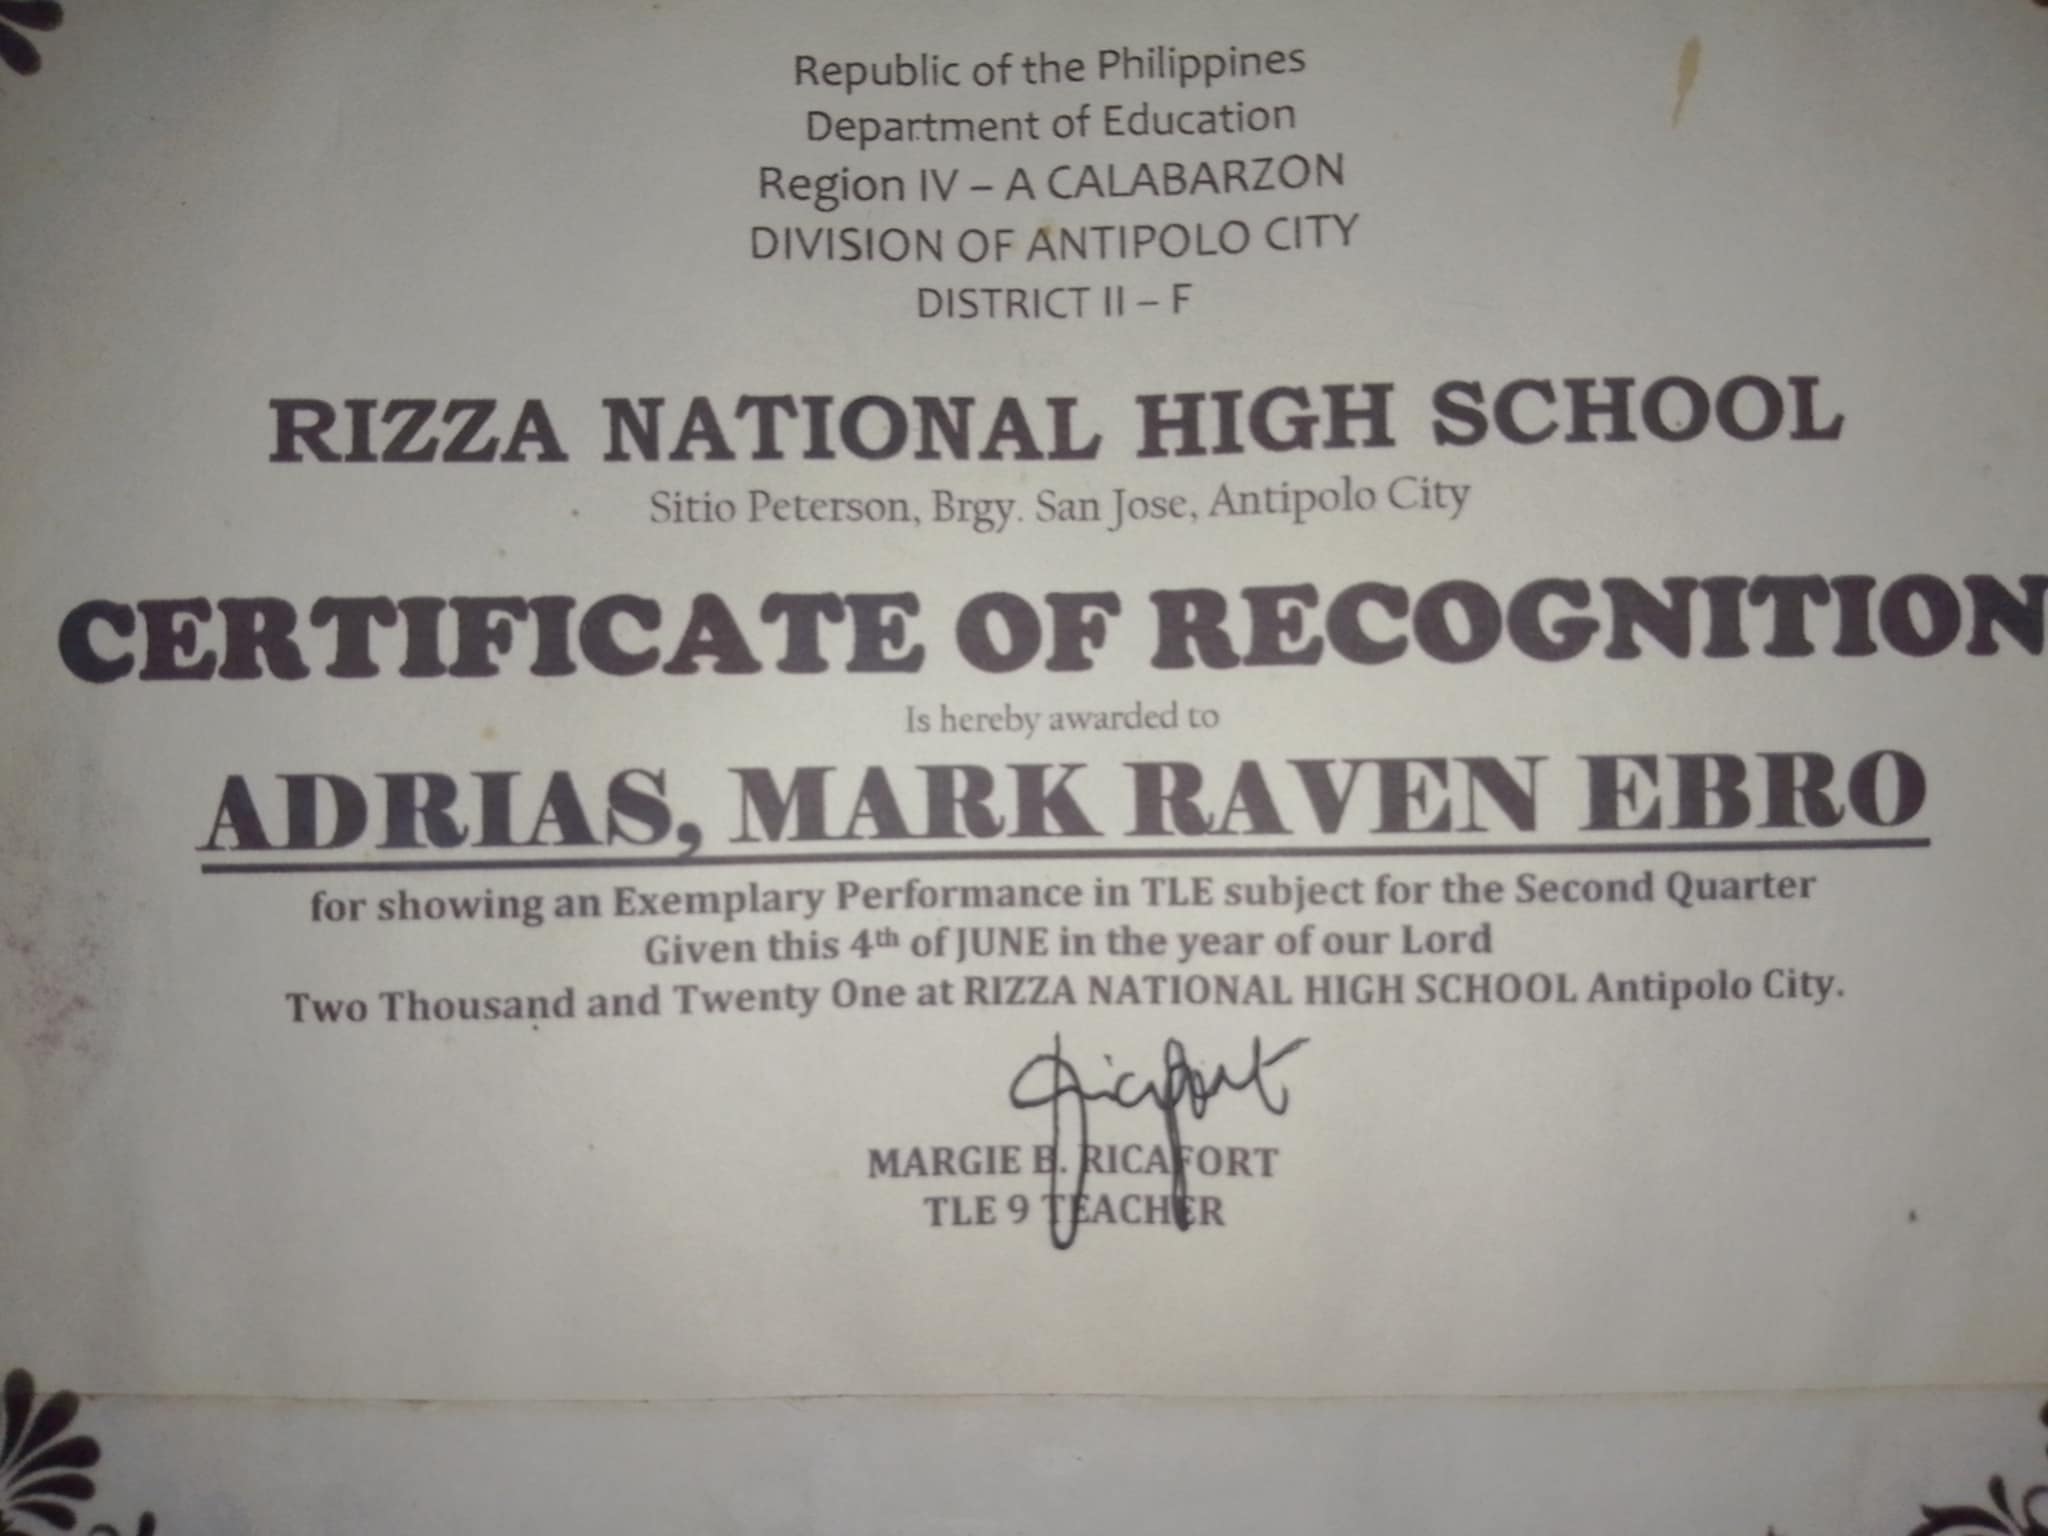 Republic of the Philippines
Department of Education
Region IV – A CALABARZON
DIVISION OF ANTIPOLO CITY
DISTRICT II – F
RIZZA NATIONAL HIGH SCHOOL
Sitio Peterson, Brgy. San Jose, Antipolo City
CERTIFICATE OF RECOGNITION
Is hereby awarded to
ADRIAS, MARK RAVEN EBRO
for showing an Exemplary Performance in TLE subject for the Second Quarter
Given this 4th of JUNE in the year of our Lord
Two Thousand and Twenty One at RIZZA NATIONAL HIGH SCHOOL Antipolo City.
MARGIE B. RICAFORT
TLE 9 TEACHER